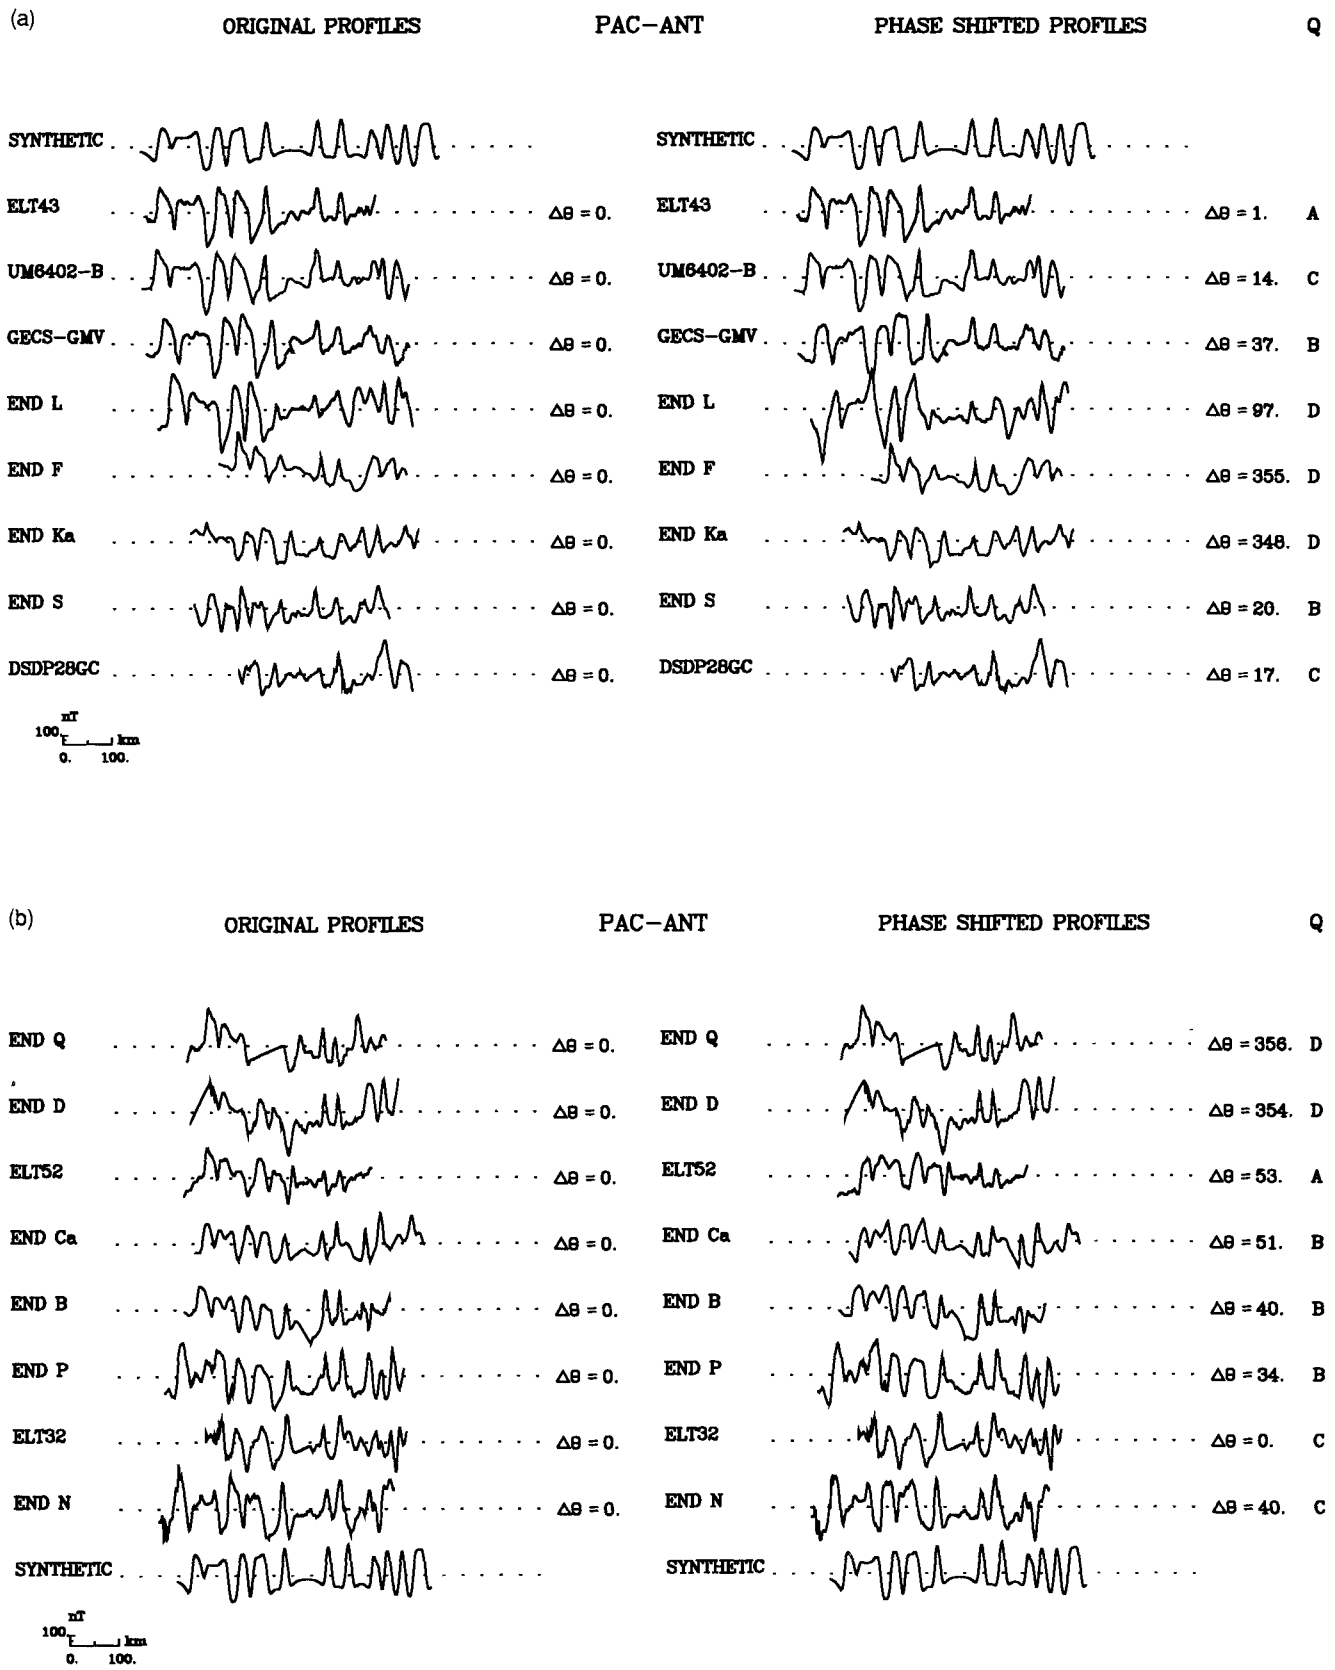 (a) ORIGINAL PROFILES PAC-ANT PHASE SHIFTED PROFILES Q
SYNTHETIC SYNTHETIC
ELT43 Δθ = 0. ELT43 Δθ = 1. A
UM6402-B Δθ = 0. UM6402-B Δθ = 14. C
GECS-GMV Δθ = 0. GECS-GMV Δθ = 37. B
END L Δθ = 0. END L Δθ = 97. D
END F Δθ = 0. END F Δθ = 355. D
END Ka Δθ = 0. END Ka Δθ = 348. D
END S Δθ = 0. END S Δθ = 20. B
DSDP28GC Δθ = 0. DSDP28GC Δθ = 17. C
nT
100. km
0. 100.
(b) ORIGINAL PROFILES PAC-ANT PHASE SHIFTED PROFILES Q
END Q Δθ = 0. END Q Δθ = 356. D
END D Δθ = 0. END D Δθ = 354. D
ELT52 Δθ = 0. ELT52 Δθ = 53. A
END Ca Δθ = 0. END Ca Δθ = 51. B
END B Δθ = 0. END B Δθ = 40. B
END P Δθ = 0. END P Δθ = 34. B
ELT32 Δθ = 0. ELT32 Δθ = 0. C
END N Δθ = 0. END N Δθ = 40. C
SYNTHETIC SYNTHETIC
nT
100. km
0. 100.